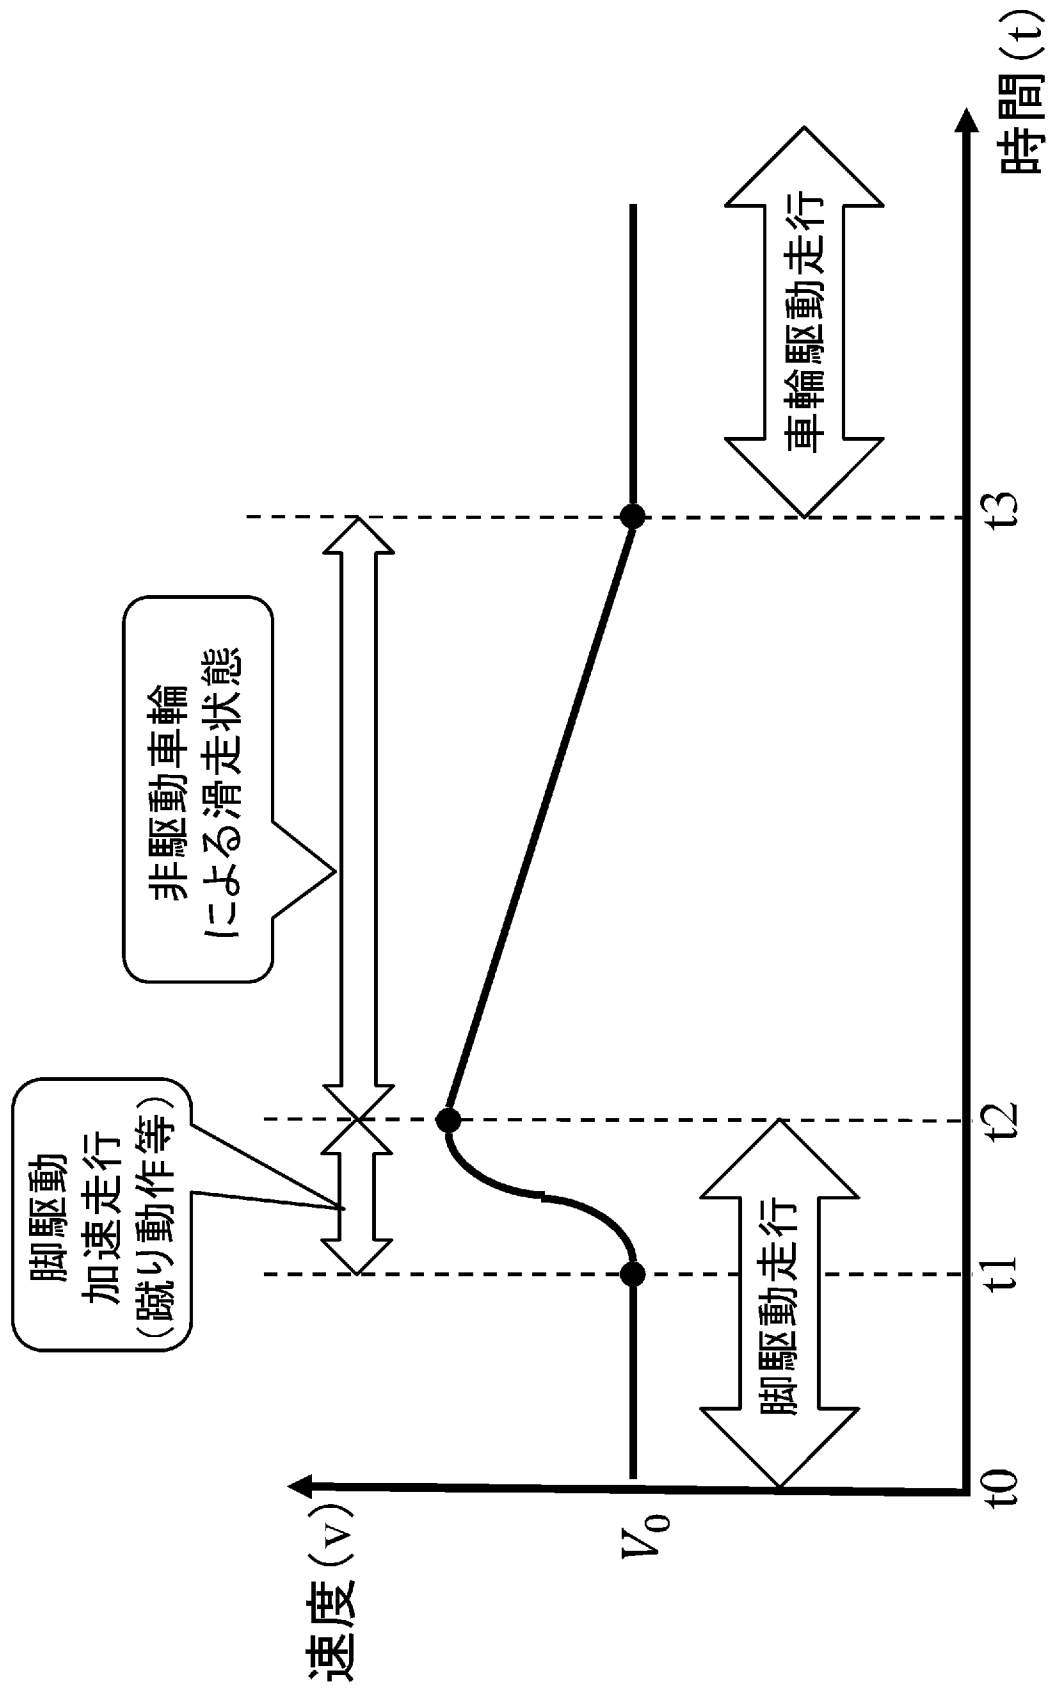 速度(v)
脚駆動
加速走行
(蹴り動作等)
非駆動車輪
による滑走状態
V0
脚駆動走行
車輪駆動走行
t0
t1
t2
t3
時間(t)